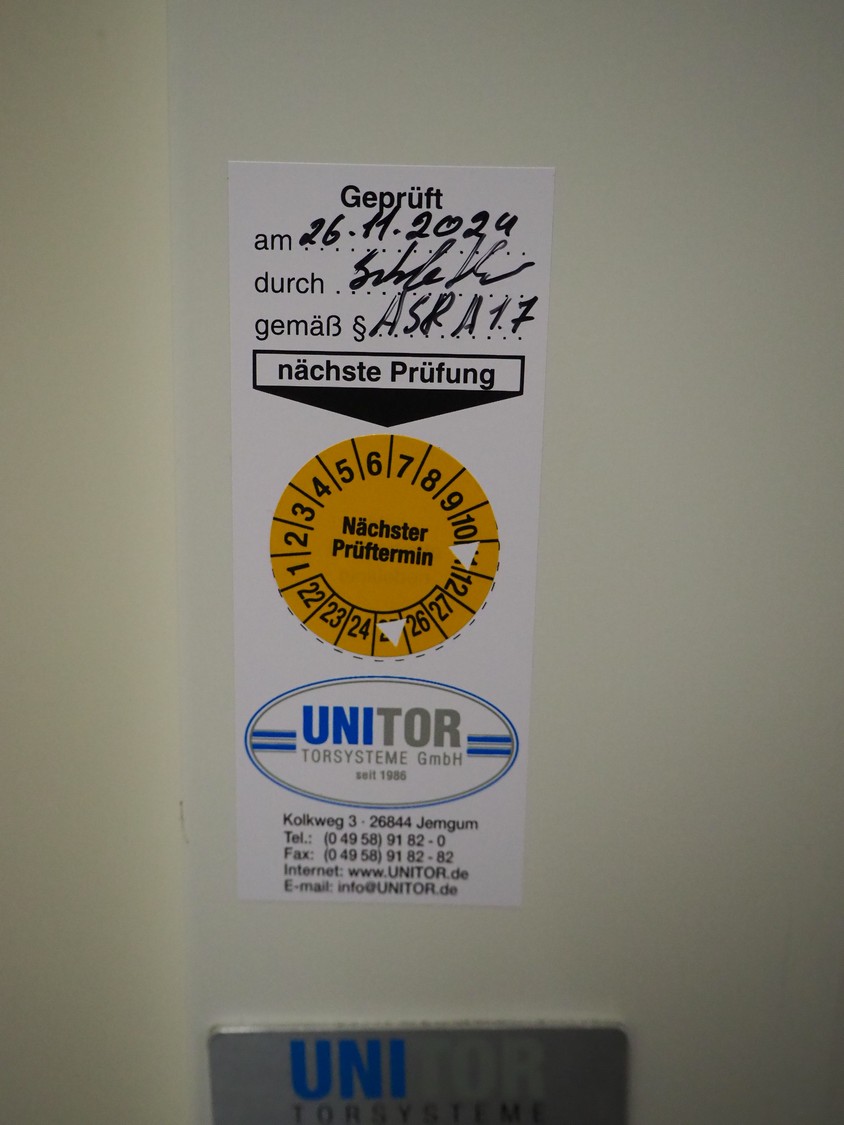 Geprüft
am 26.11.2024
durch
gemäß § ASR A 1.7
nächste Prüfung
1 2 3 4 5 6 7 8 9 10 12
Nächster
Prüftermin
22 23 24 26 27
UNITOR
TORSYSTEME GmbH
seit 1986
Kolkweg 3 · 26844 Jemgum
Tel.: (0 49 58) 91 82 - 0
Fax: (0 49 58) 91 82 - 82
Internet: www.UNITOR.de
E-mail: info@UNITOR.de
UNITOR
TORSYSTEME